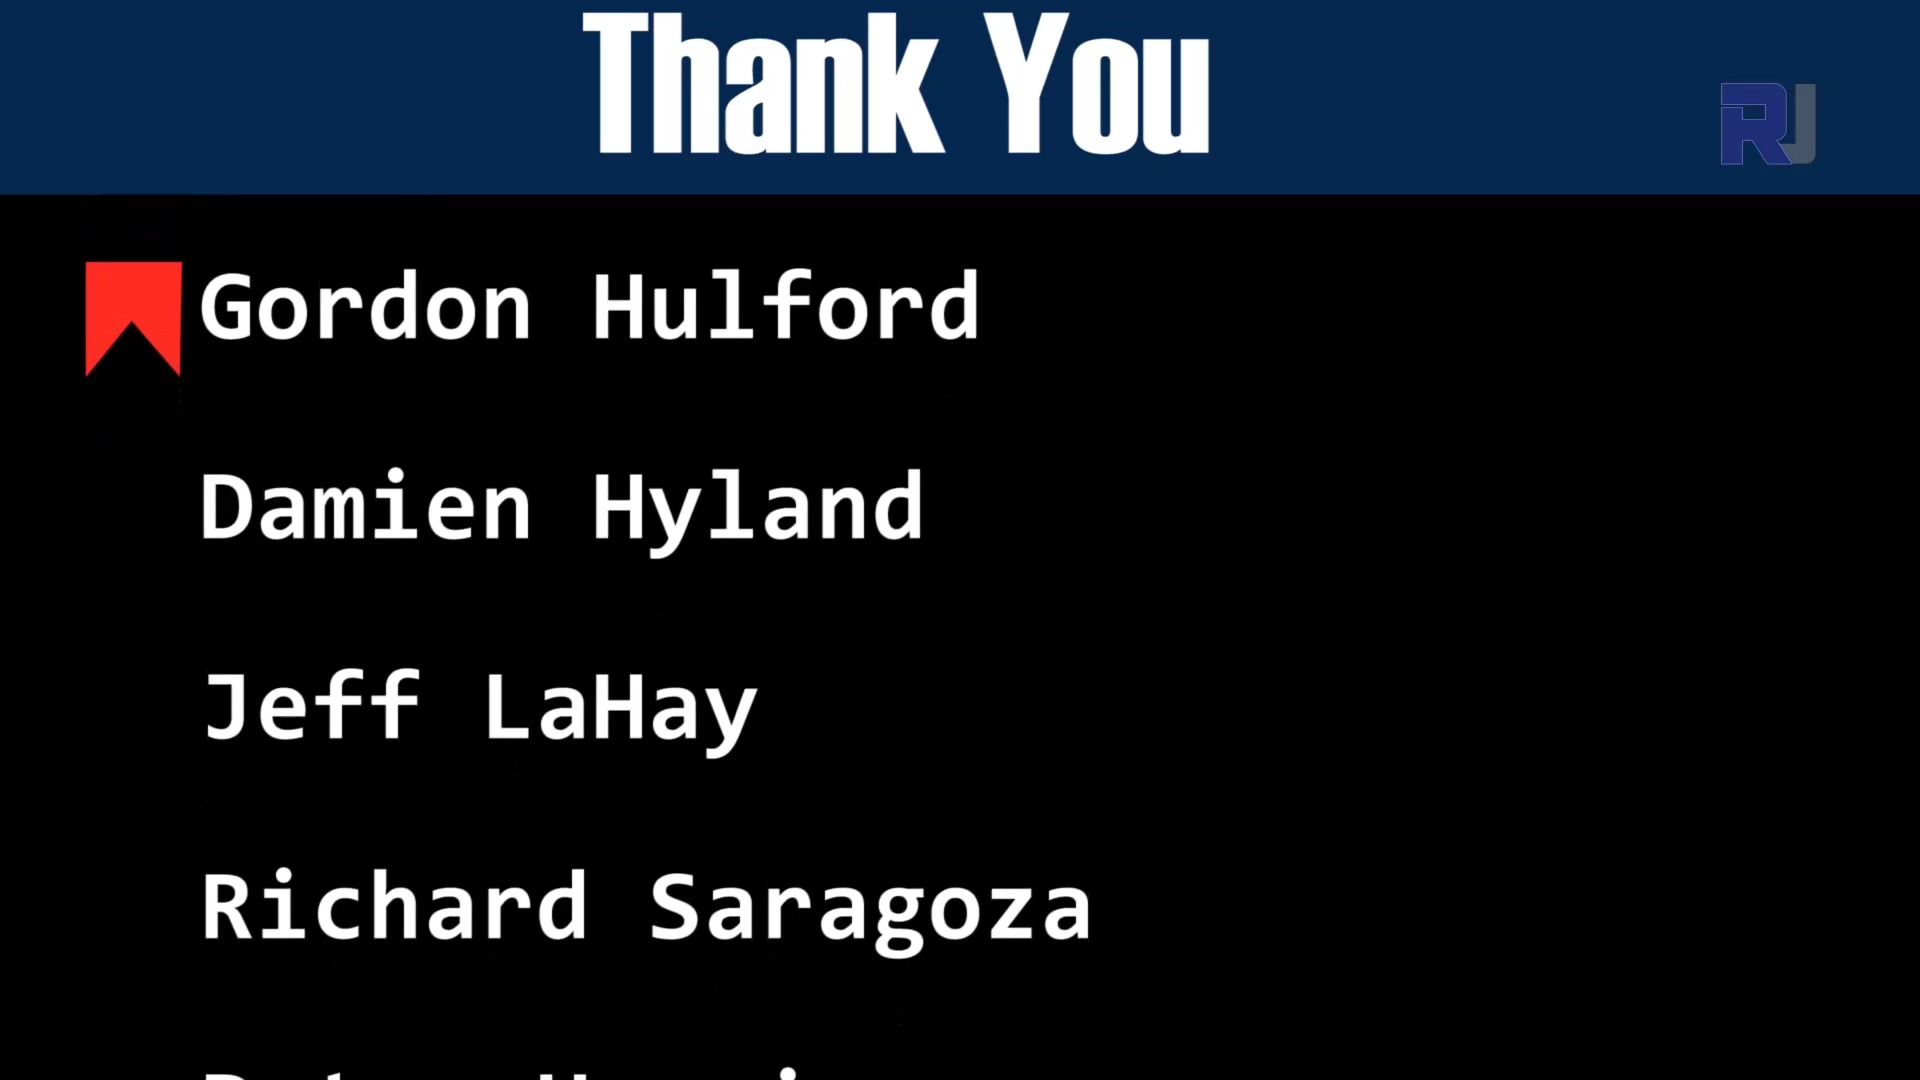 Thank You
RJ
Gordon Hulford
Damien Hyland
Jeff LaHay
Richard Saragoza